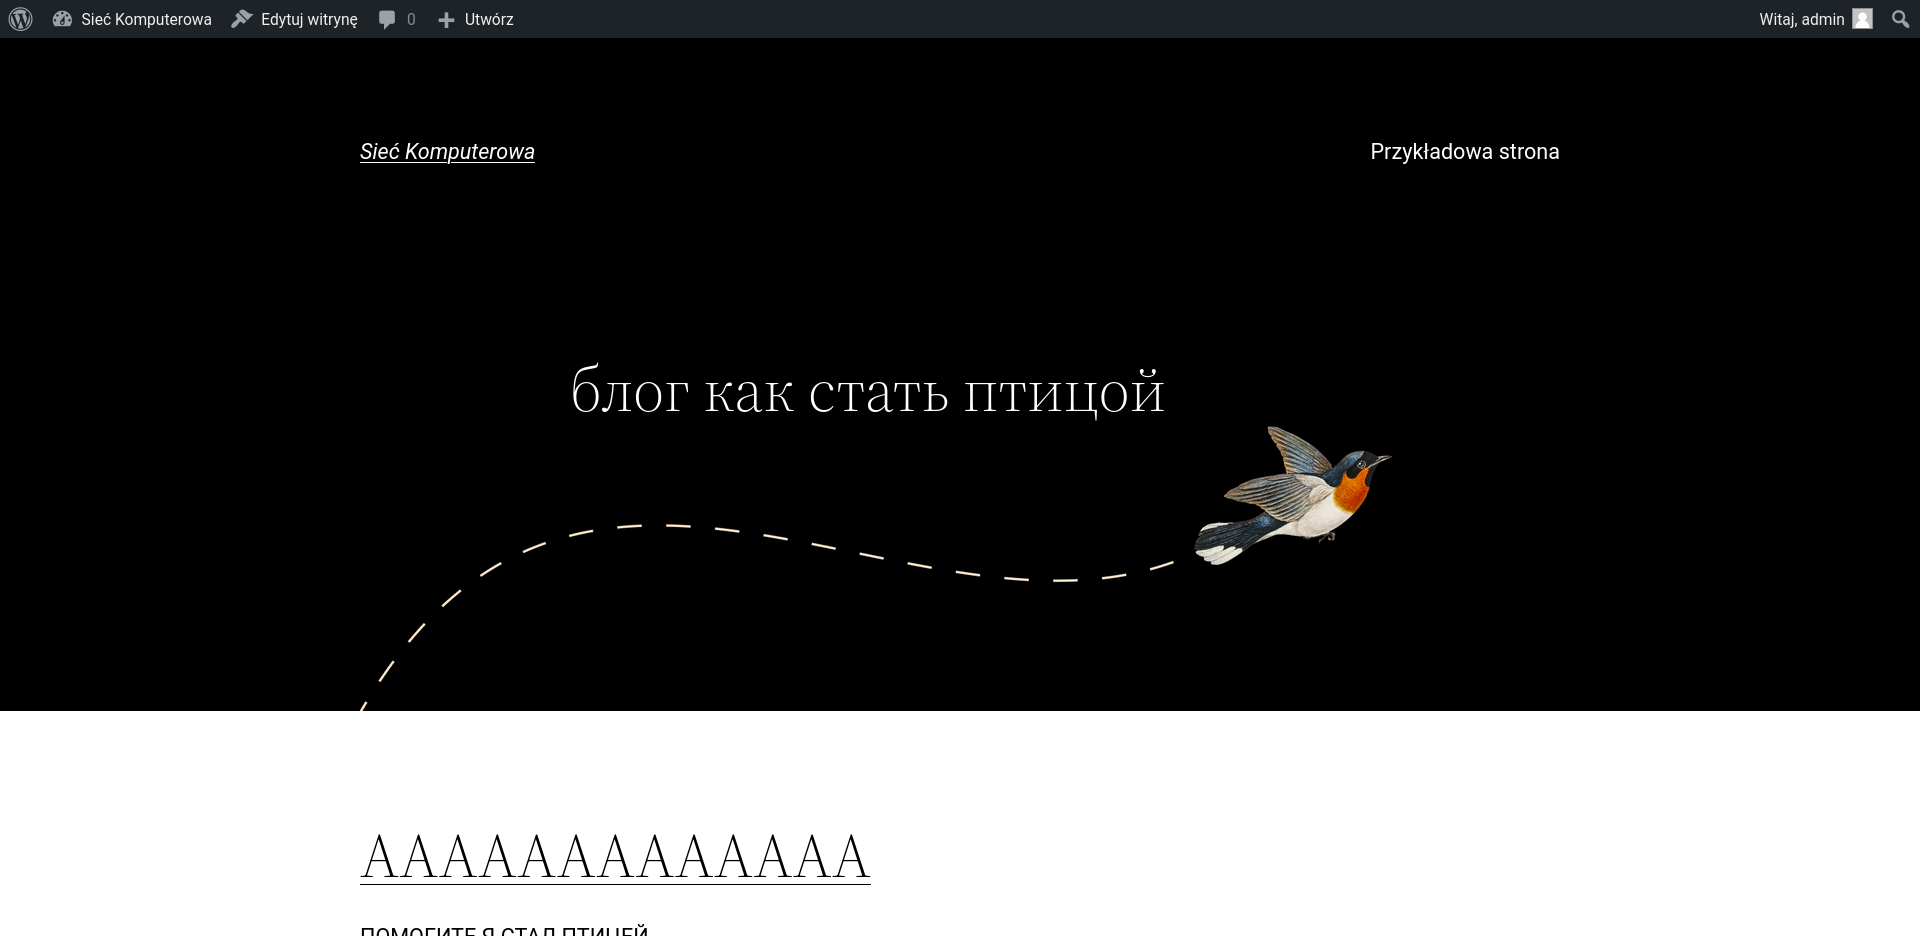 Sieć Komputerowa
Edytuj witrynę
0
Utwórz
Witaj, admin
Sieć Komputerowa
Przykładowa strona
блог как стать птицой
АААААААААААААА
ПОМОГИТЕ Я СТАЛ ПТИЦЕЙ